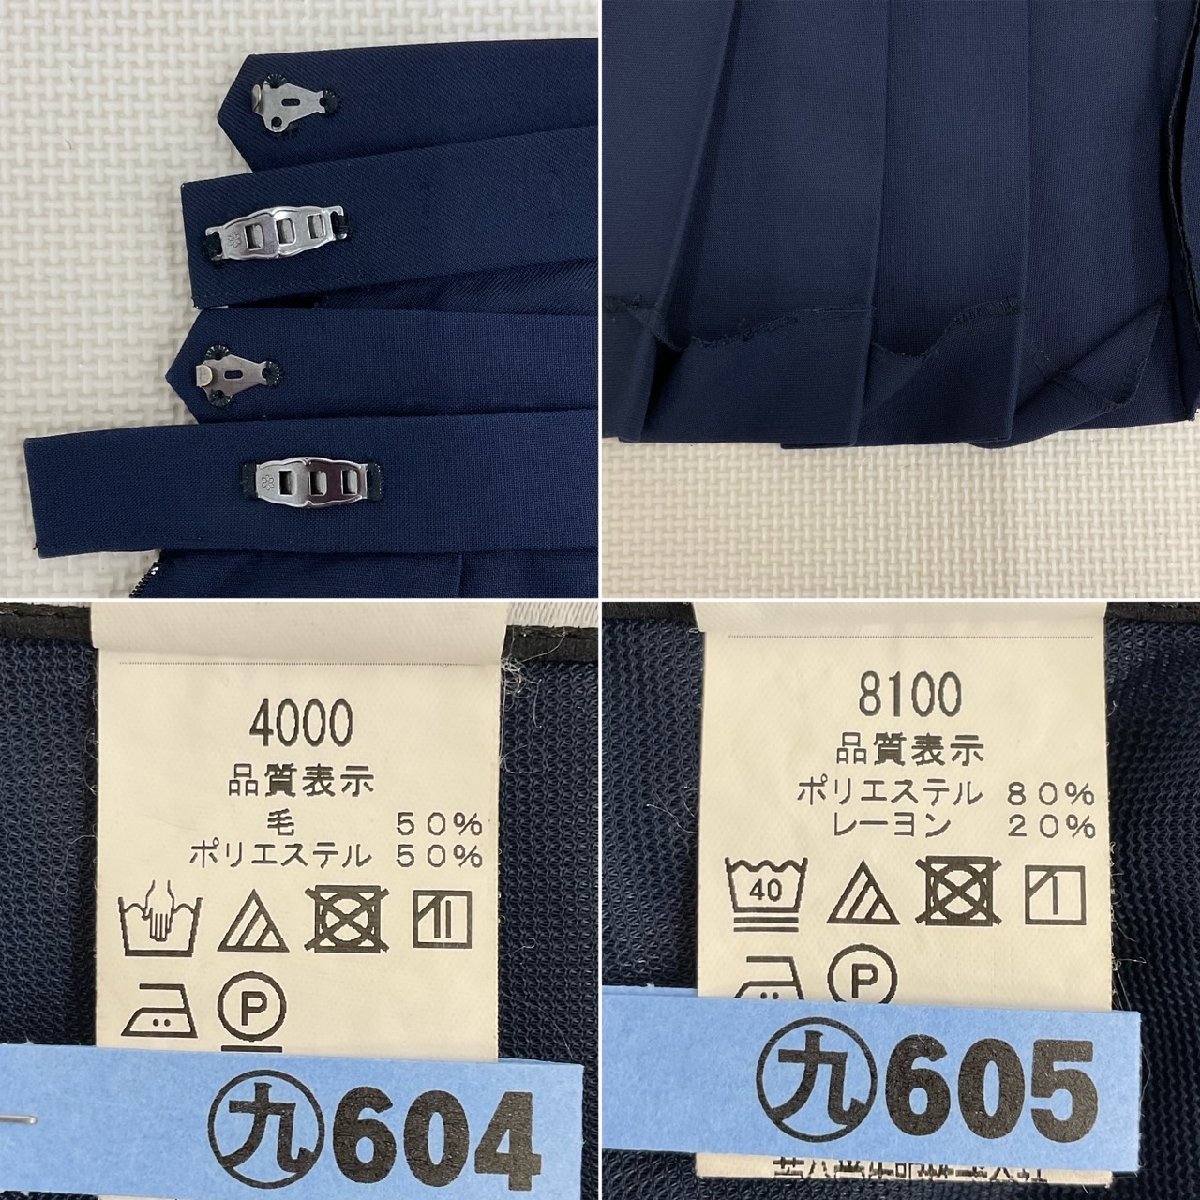 4000
品質表示
毛 50%
ポリエステル 50%
P
九604
8100
品質表示
ポリエステル 80%
レーヨン 20%
40
P
九605